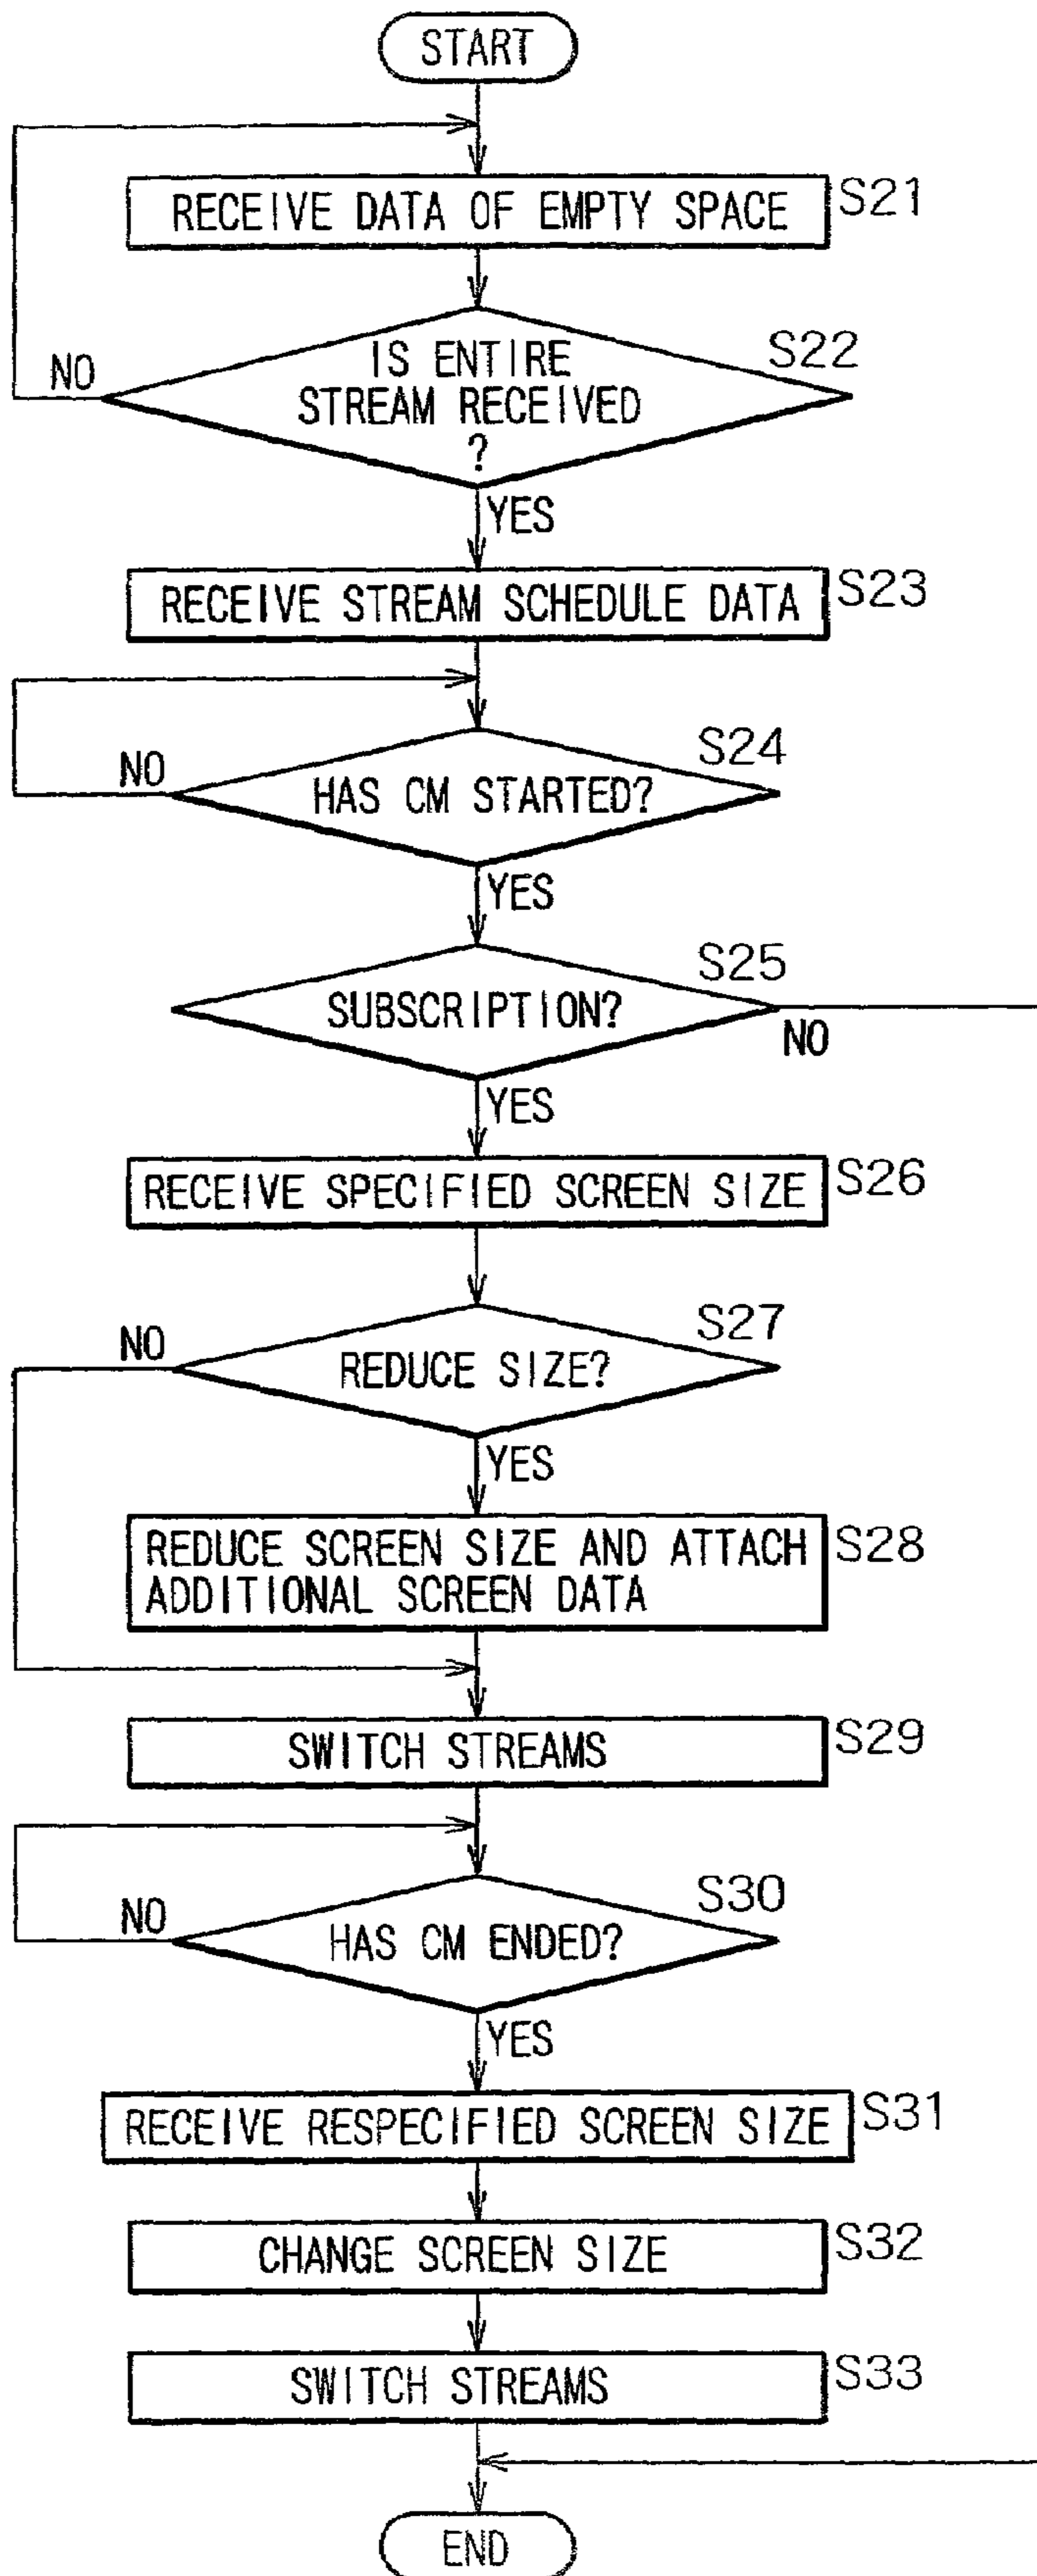 START
RECEIVE DATA OF EMPTY SPACE
S21
IS ENTIRE
STREAM RECEIVED
?
S22
NO
YES
RECEIVE STREAM SCHEDULE DATA
S23
HAS CM STARTED?
S24
NO
YES
SUBSCRIPTION?
S25
NO
YES
RECEIVE SPECIFIED SCREEN SIZE
S26
REDUCE SIZE?
S27
NO
YES
REDUCE SCREEN SIZE AND ATTACH
ADDITIONAL SCREEN DATA
S28
SWITCH STREAMS
S29
HAS CM ENDED?
S30
NO
YES
RECEIVE RESPECIFIED SCREEN SIZE
S31
CHANGE SCREEN SIZE
S32
SWITCH STREAMS
S33
END